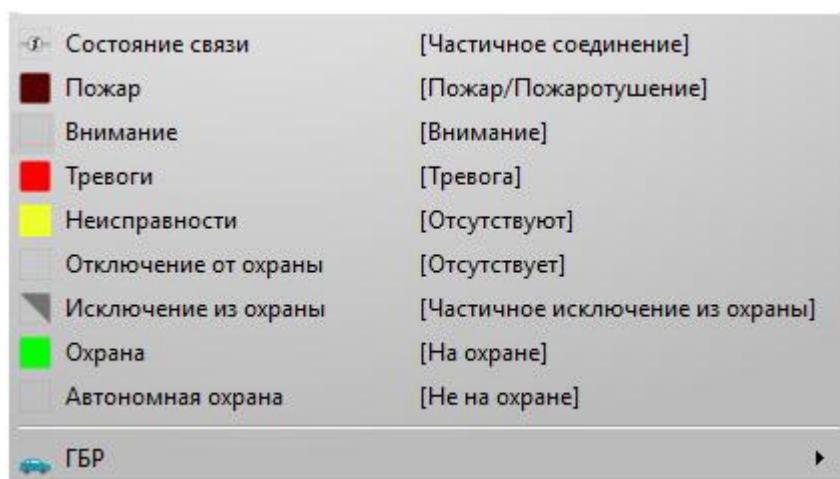 Состояние связи [Частичное соединение]
Пожар [Пожар/Пожаротушение]
Внимание [Внимание]
Тревоги [Тревога]
Неисправности [Отсутствуют]
Отключение от охраны [Отсутствует]
Исключение из охраны [Частичное исключение из охраны]
Охрана [На охране]
Автономная охрана [Не на охране]
ГБР